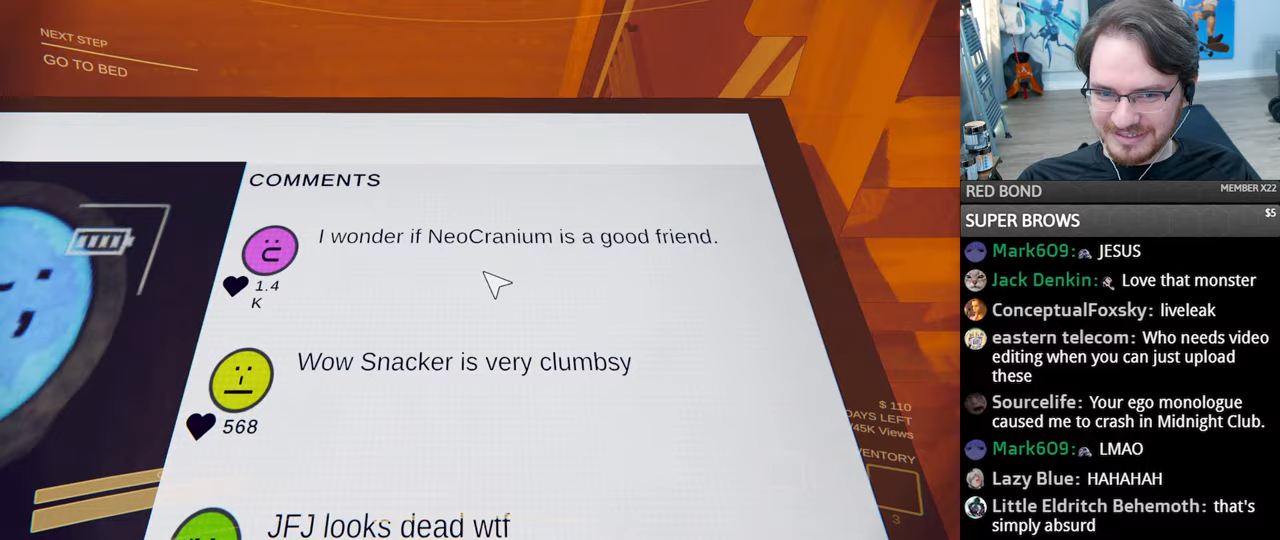 NEXT STEP
GO TO BED
COMMENTS
I wonder if NeoCranium is a good friend.
1.4
K
Wow Snacker is very clumbsy
568
JFJ looks dead wtf
$ 110
DAYS LEFT
/45K Views
VENTORY
3
RED BOND
MEMBER X22
SUPER BROWS
$5
Mark609: JESUS
Jack Denkin: Love that monster
ConceptualFoxsky: liveleak
eastern telecom: Who needs video
editing when you can just upload
these
Sourcelife: Your ego monologue
caused me to crash in Midnight Club.
Mark609: LMAO
Lazy Blue: HAHAHAH
Little Eldritch Behemoth: that's
simply absurd